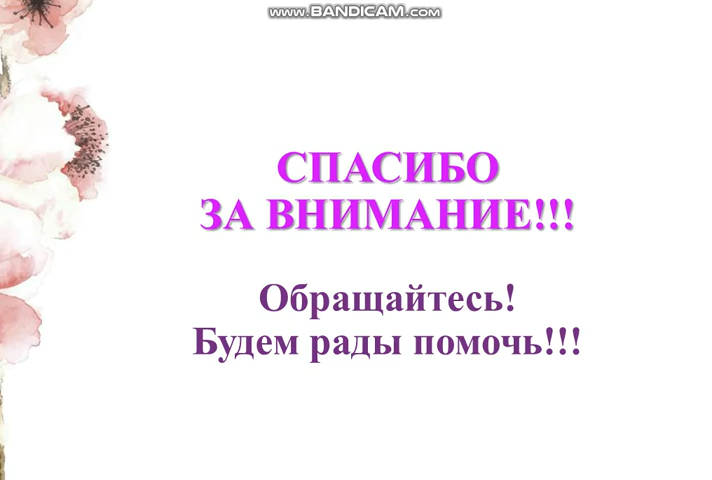 www.BANDICAM.com
СПАСИБО
ЗА ВНИМАНИЕ!!!
Обращайтесь!
Будем рады помочь!!!